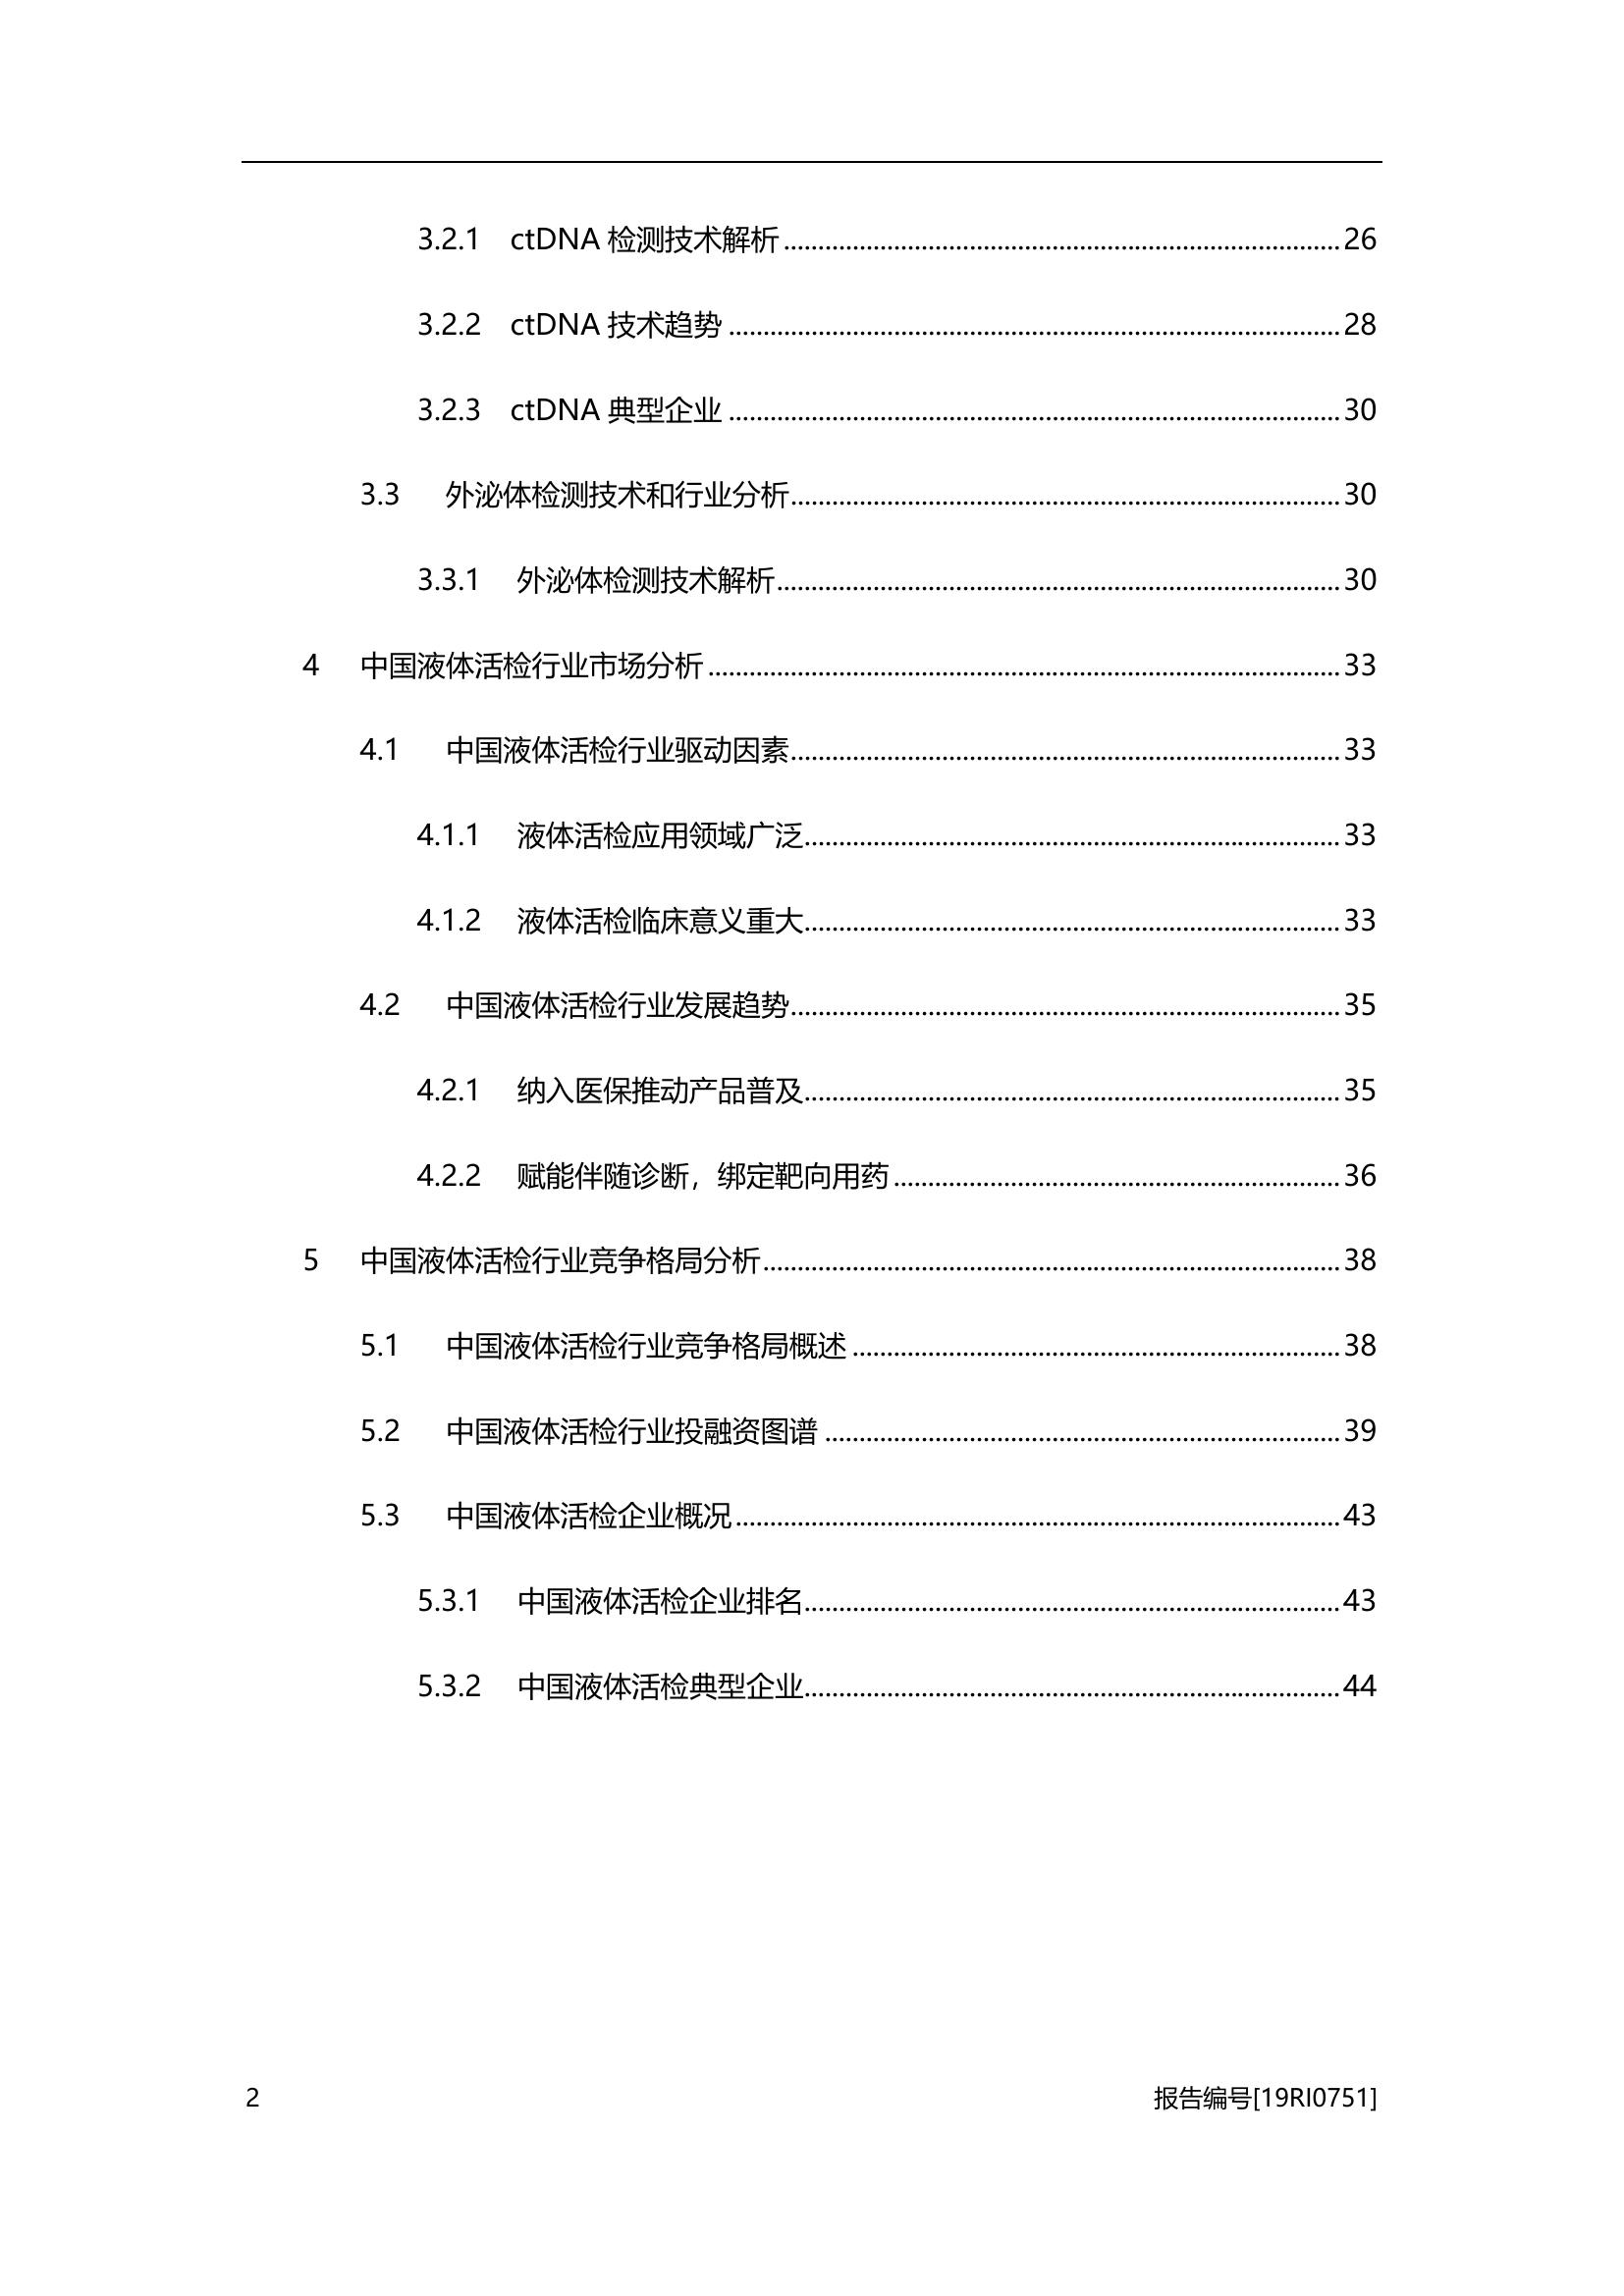 3.2.1 ctDNA 检测技术解析 26
3.2.2 ctDNA 技术趋势 28
3.2.3 ctDNA 典型企业 30
3.3 外泌体检测技术和行业分析 30
3.3.1 外泌体检测技术解析 30
4 中国液体活检行业市场分析 33
4.1 中国液体活检行业驱动因素 33
4.1.1 液体活检应用领域广泛 33
4.1.2 液体活检临床意义重大 33
4.2 中国液体活检行业发展趋势 35
4.2.1 纳入医保推动产品普及 35
4.2.2 赋能伴随诊断，绑定靶向用药 36
5 中国液体活检行业竞争格局分析 38
5.1 中国液体活检行业竞争格局概述 38
5.2 中国液体活检行业投融资图谱 39
5.3 中国液体活检企业概况 43
5.3.1 中国液体活检企业排名 43
5.3.2 中国液体活检典型企业 44
2 报告编号[19RI0751]